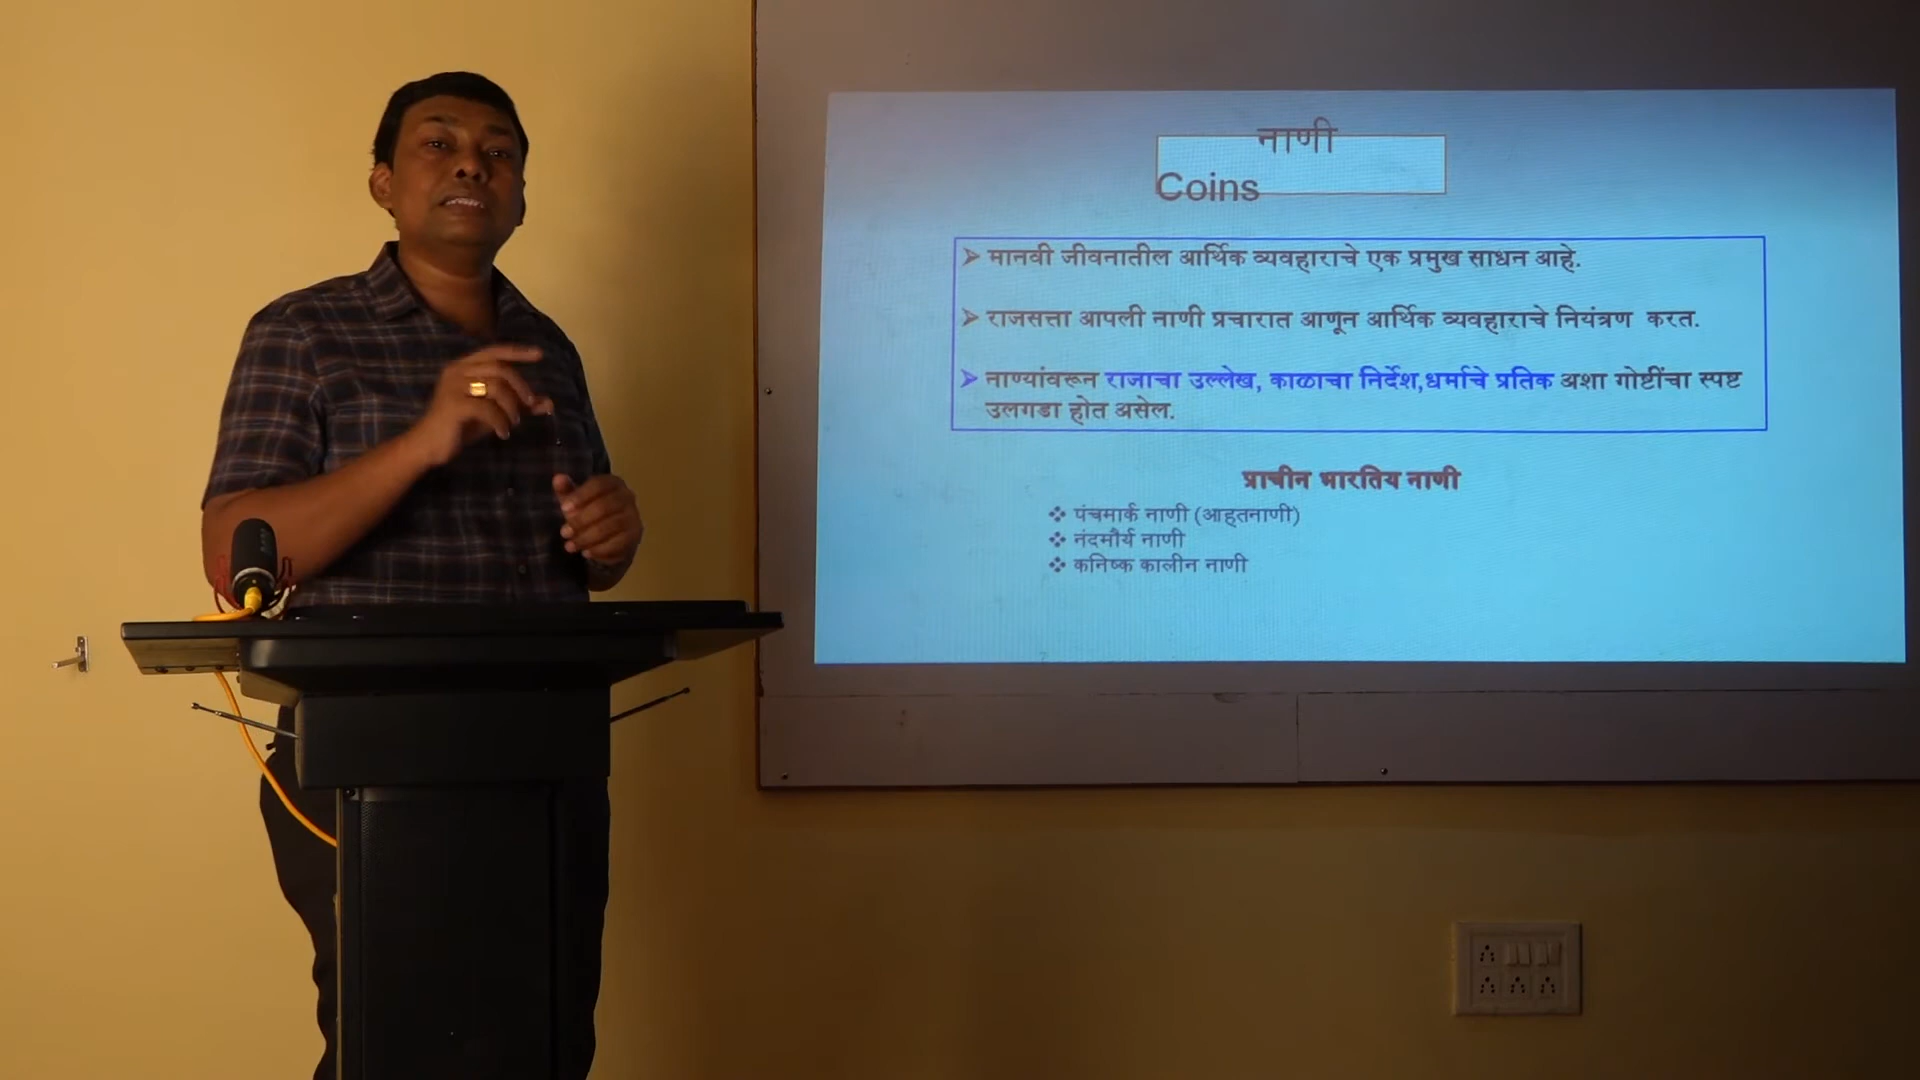 नाणी
Coins
➢ मानवी जीवनातील आर्थिक व्यवहाराचे एक प्रमुख साधन आहे.
➢ राजसत्ता आपली नाणी प्रचारात आणून आर्थिक व्यवहाराचे नियंत्रण करत.
➢ नाण्यांवरून राजाचा उल्लेख, काळाचा निर्देश,धर्माचे प्रतिक अशा गोष्टींचा स्पष्ट
उलगडा होत असेल.
प्राचीन भारतिय नाणी
❖ पंचमार्क नाणी (आहतनाणी)
❖ नंदमौर्य नाणी
❖ कनिष्क कालीन नाणी